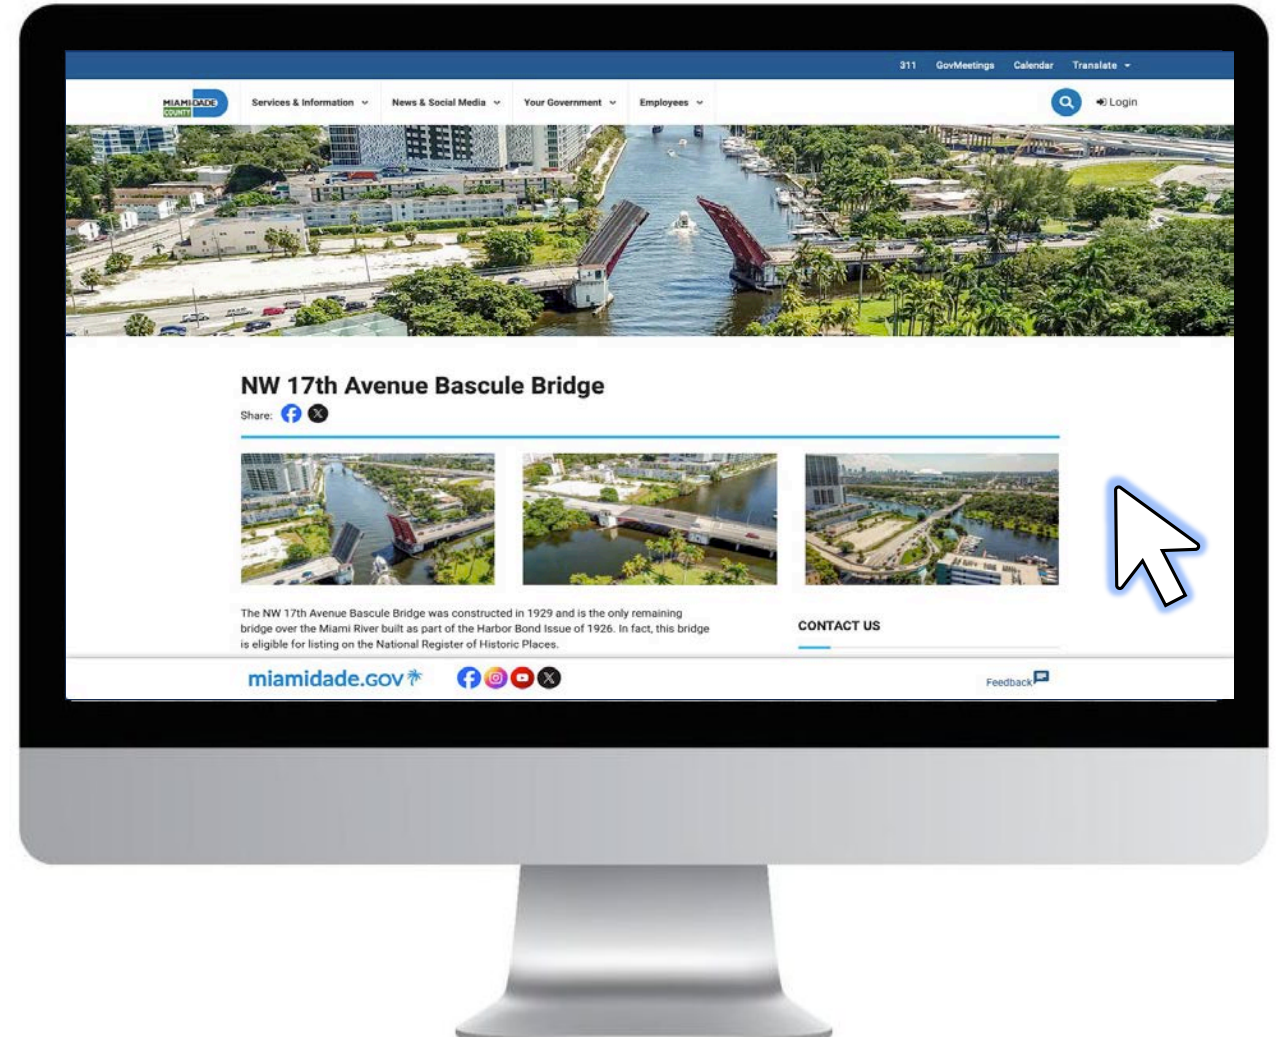 311 GovMeetings Calendar Translate
MIAMI-DADE
COUNTY
Services & Information News & Social Media Your Government Employees Login
NW 17th Avenue Bascule Bridge
Share:
The NW 17th Avenue Bascule Bridge was constructed in 1929 and is the only remaining
bridge over the Miami River built as part of the Harbor Bond Issue of 1926. In fact, this bridge
is eligible for listing on the National Register of Historic Places.
CONTACT US
miamidade.gov
Feedback